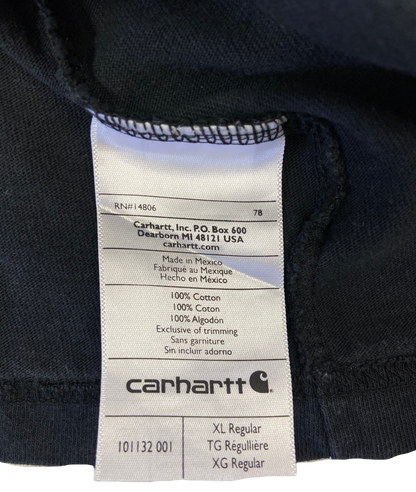 RN#14806 78
Carhartt, Inc. P.O. Box 600
Dearborn MI 48121 USA
carhartt.com
Made in Mexico
Fabriqué au Mexique
Hecho en México
100% Cotton
100% Coton
100% Algodón
Exclusive of trimming
Sans garniture
Sin incluir adorno
carhartt
101132 001
XL Regular
TG Régullière
XG Regular